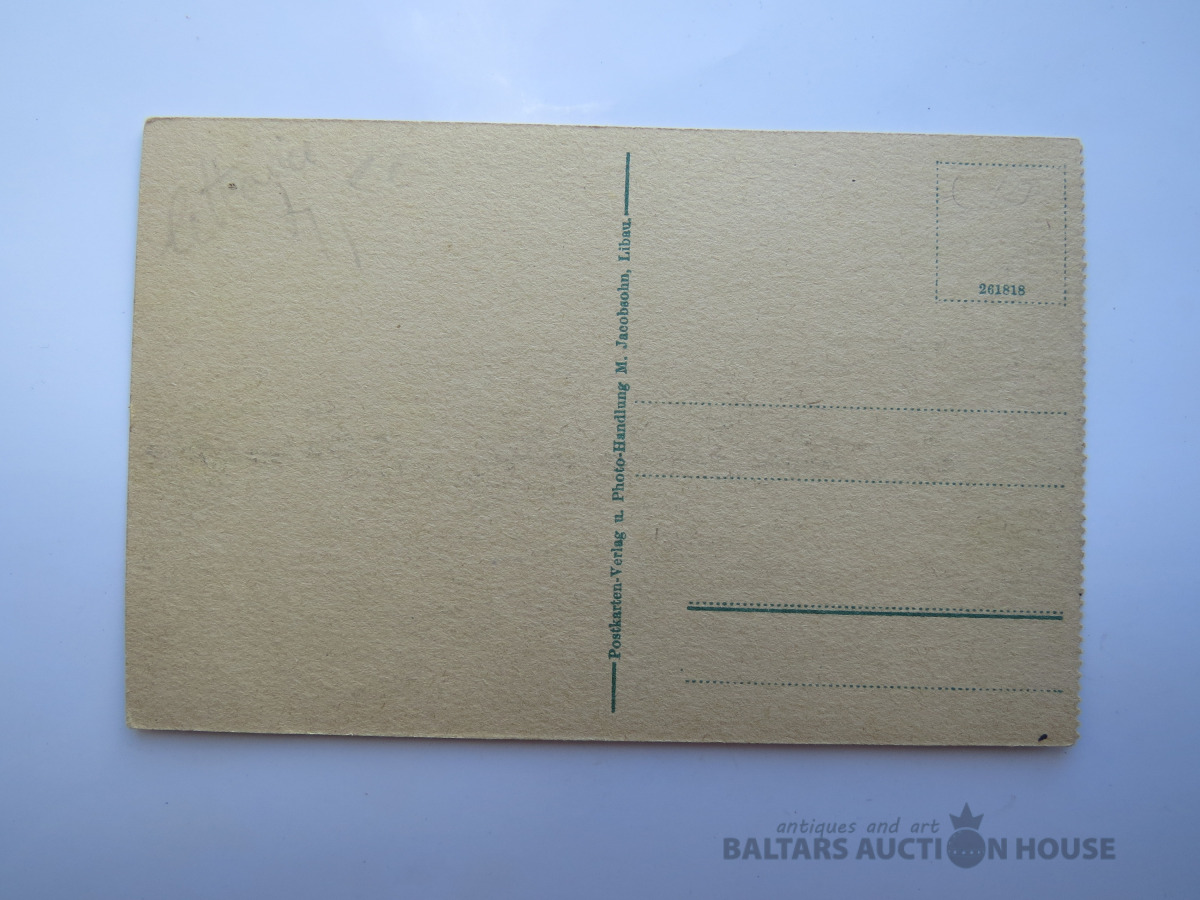 Postkarten-Verlag u. Photo-Handlung M. Jacobsohn, Libau.
261818
antiques and art
BALTARS AUCTION HOUSE